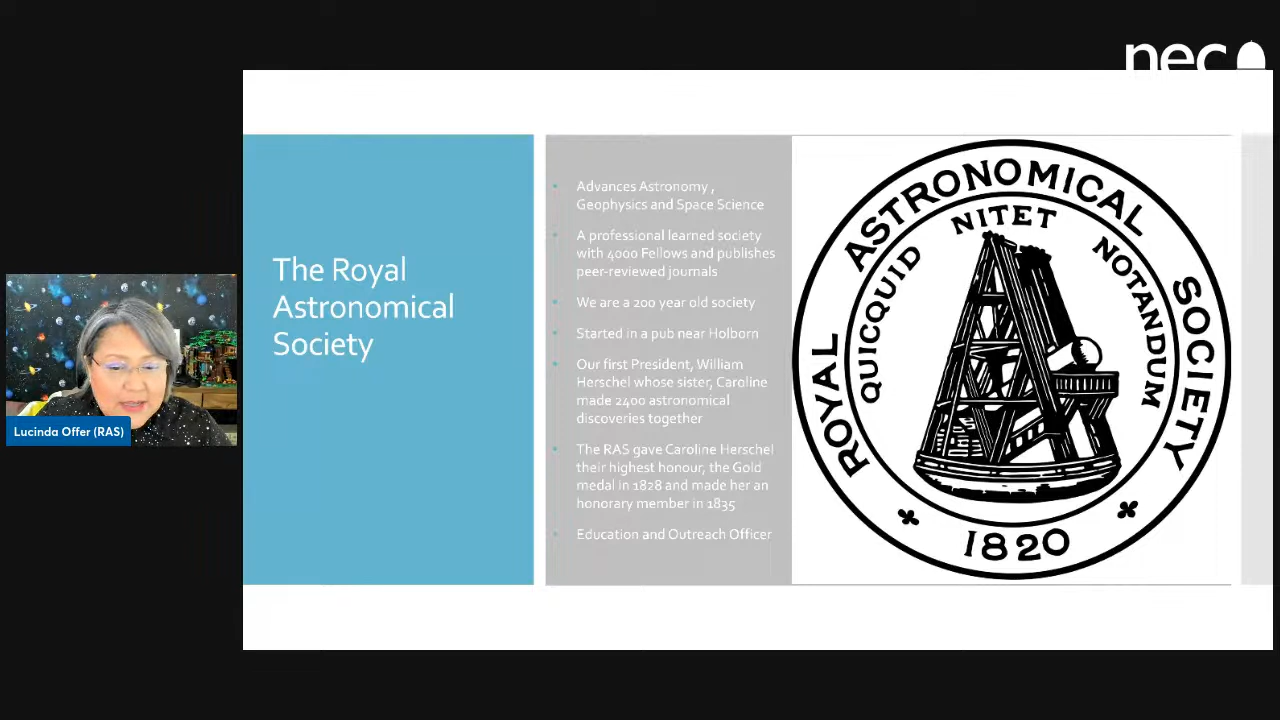 nec
The Royal
Astronomical
Society
Advances Astronomy ,
Geophysics and Space Science
A professional learned society
with 4000 Fellows and publishes
peer-reviewed journals
We are a 200 year old society
Started in a pub near Holborn
Our first President, William
Herschel whose sister, Caroline
made 2400 astronomical
discoveries together
The RAS gave Caroline Herschel
their highest honour, the Gold
medal in 1828 and made her an
honorary member in 1835
Education and Outreach Officer
ROYAL ASTRONOMICAL SOCIETY
QUICQUID NITET NOTANDUM
1820
Lucinda Offer (RAS)